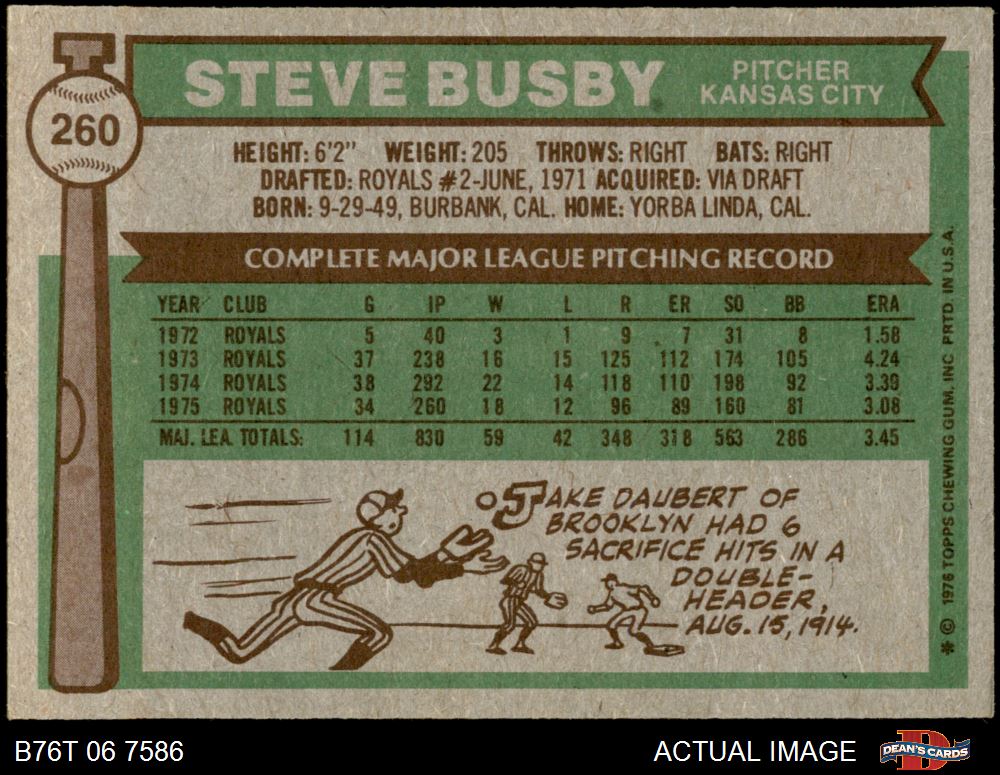 STEVE BUSBY
PITCHER
KANSAS CITY
260
HEIGHT: 6'2" WEIGHT: 205 THROWS: RIGHT BATS: RIGHT
DRAFTED: ROYALS #2-JUNE, 1971 ACQUIRED: VIA DRAFT
BORN: 9-29-49, BURBANK, CAL. HOME: YORBA LINDA, CAL.
COMPLETE MAJOR LEAGUE PITCHING RECORD
YEAR CLUB G IP W L R ER SO BB ERA
1972 ROYALS 5 40 3 1 9 7 31 8 1.58
1973 ROYALS 37 238 16 15 125 112 174 105 4.24
1974 ROYALS 38 292 22 14 118 110 198 92 3.39
1975 ROYALS 34 260 18 12 96 89 160 81 3.08
MAJ. LEA. TOTALS: 114 830 59 42 348 318 563 286 3.45
JAKE DAUBERT OF
BROOKLYN HAD 6
SACRIFICE HITS IN A
DOUBLE-
HEADER,
AUG. 15, 1914.
* © 1976 TOPPS CHEWING GUM, INC PRTD. IN U.S.A.
B76T 06 7586
ACTUAL IMAGE
D
DEAN'S CARDS